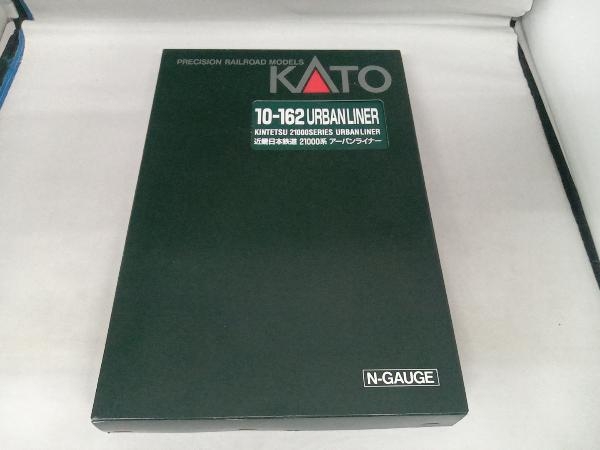 PRECISION RAILROAD MODELS
KATO
10-162 URBAN LINER
KINTETSU 21000SERIES URBAN LINER
近畿日本鉄道 21000系 アーバンライナー
N-GAUGE